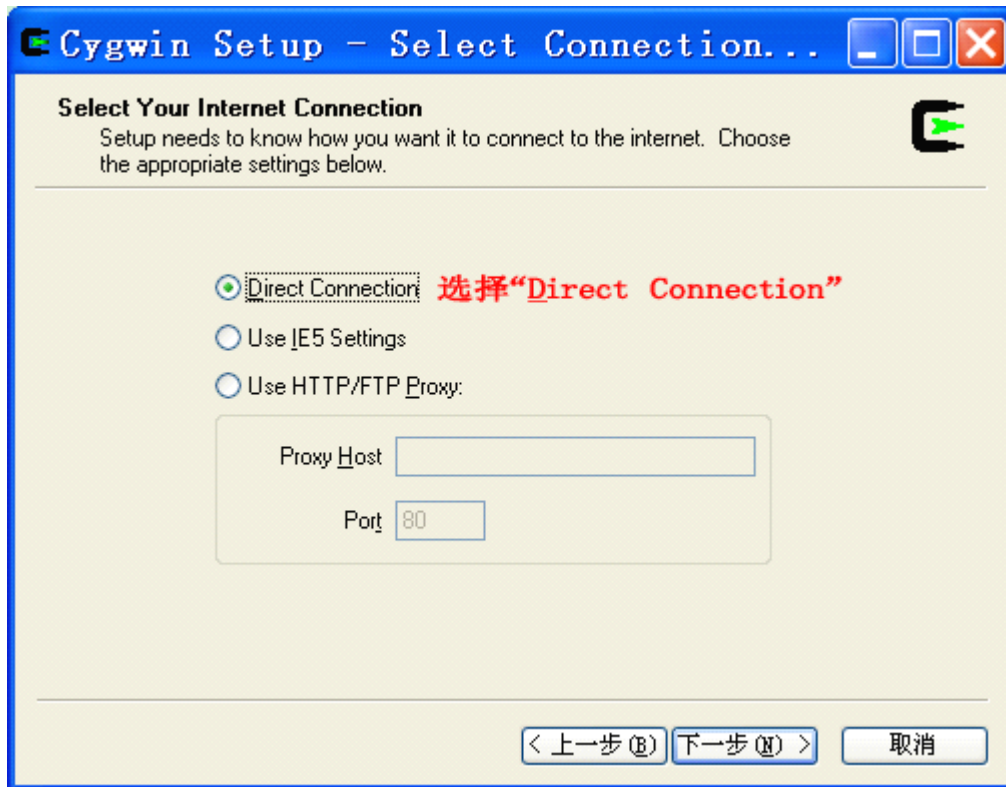 Cygwin Setup - Select Connection...
Select Your Internet Connection
Setup needs to know how you want it to connect to the internet. Choose
the appropriate settings below.
Direct Connection 选择“Direct Connection”
Use IE5 Settings
Use HTTP/FTP Proxy:
Proxy Host
Port 80
< 上一步(B) 下一步(N) > 取消